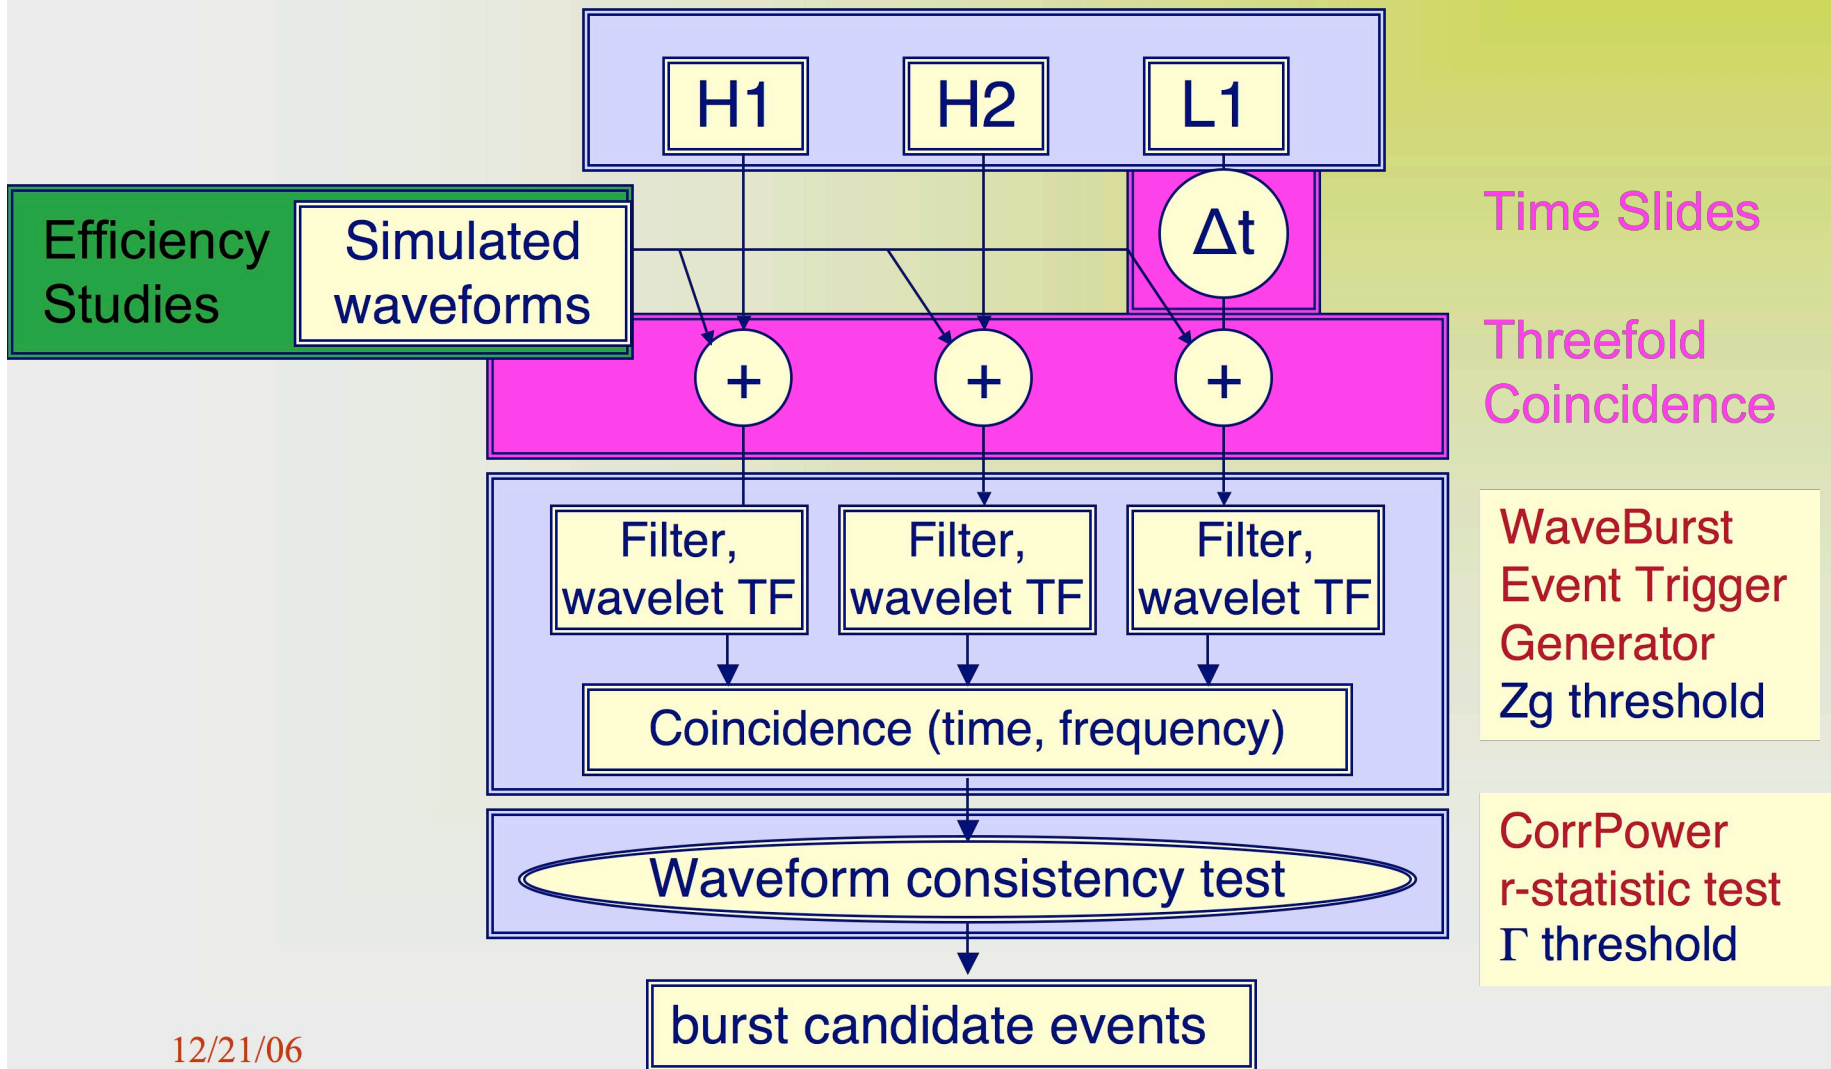 H1
H2
L1
Δt
Time Slides
Efficiency
Studies
Simulated
waveforms
Threefold
Coincidence
+
+
+
Filter,
wavelet TF
Filter,
wavelet TF
Filter,
wavelet TF
WaveBurst
Event Trigger
Generator
Zg threshold
Coincidence (time, frequency)
Waveform consistency test
CorrPower
r-statistic test
Γ threshold
burst candidate events
12/21/06